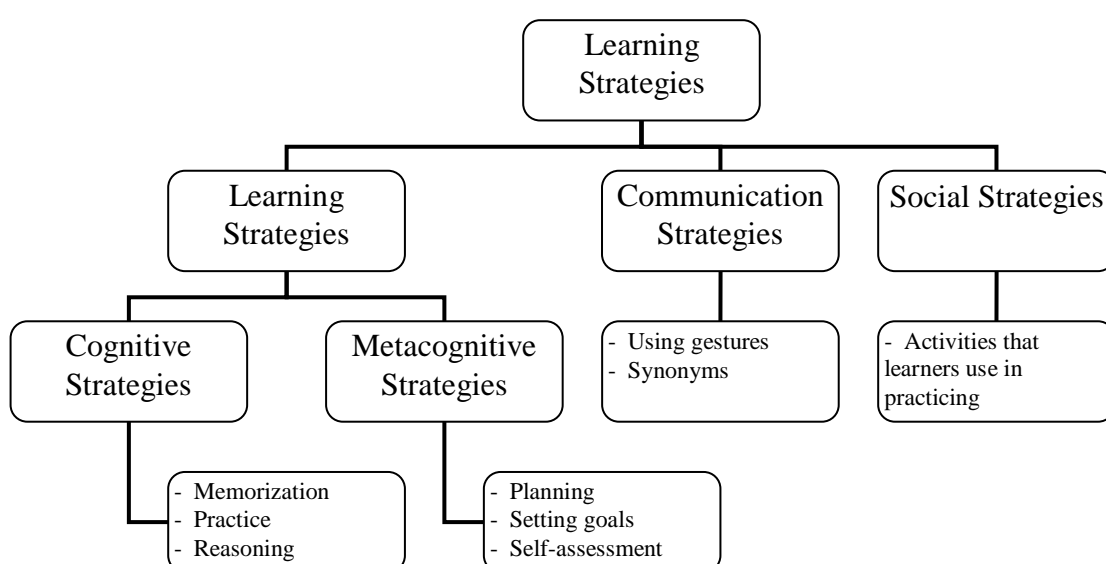 Learning
Strategies
Learning
Strategies
Communication
Strategies
Social Strategies
Cognitive
Strategies
Metacognitive
Strategies
- Using gestures
- Synonyms
- Activities that
learners use in
practicing
- Memorization
- Practice
- Reasoning
- Planning
- Setting goals
- Self-assessment